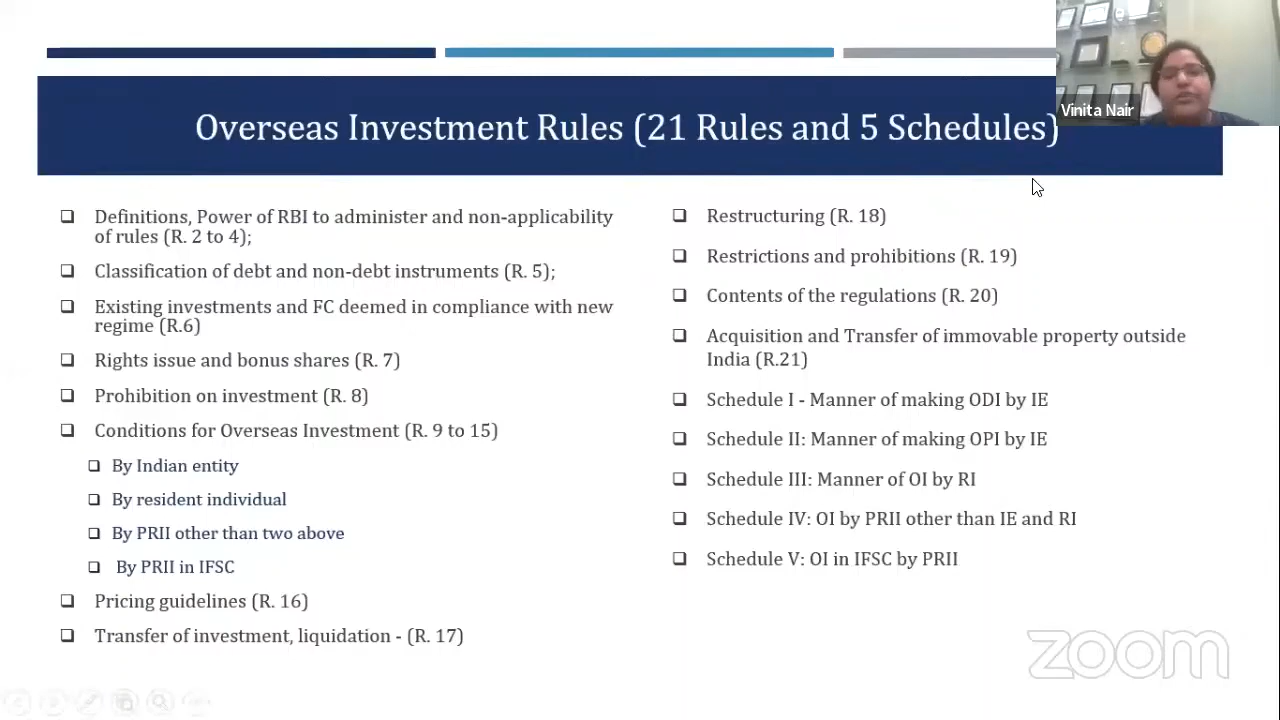 Vinita Nair
Overseas Investment Rules (21 Rules and 5 Schedules)
Definitions, Power of RBI to administer and non-applicability
of rules (R. 2 to 4);
Classification of debt and non-debt instruments (R. 5);
Existing investments and FC deemed in compliance with new
regime (R.6)
Rights issue and bonus shares (R. 7)
Prohibition on investment (R. 8)
Conditions for Overseas Investment (R. 9 to 15)
By Indian entity
By resident individual
By PRII other than two above
By PRII in IFSC
Pricing guidelines (R. 16)
Transfer of investment, liquidation - (R. 17)
Restructuring (R. 18)
Restrictions and prohibitions (R. 19)
Contents of the regulations (R. 20)
Acquisition and Transfer of immovable property outside
India (R.21)
Schedule I - Manner of making ODI by IE
Schedule II: Manner of making OPI by IE
Schedule III: Manner of OI by RI
Schedule IV: OI by PRII other than IE and RI
Schedule V: OI in IFSC by PRII
zoom